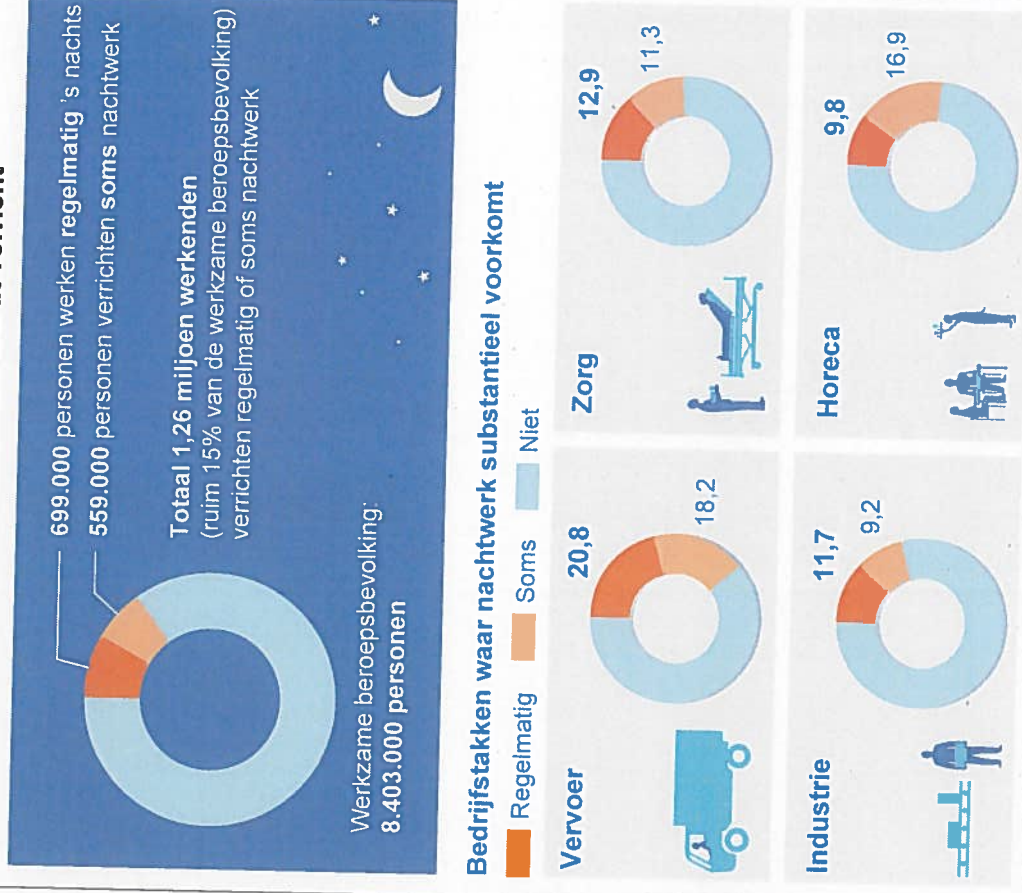 699.000 personen werken regelmatig 's nachts
559.000 personen verrichten soms nachtwerk
Totaal 1,26 miljoen werkenden
(ruim 15% van de werkzame beroepsbevolking)
verrichten regelmatig of soms nachtwerk
Werkzame beroepsbevolking:
8.403.000 personen
Bedrijfstakken waar nachtwerk substantieel voorkomt
Regelmatig Soms Niet
Vervoer
20,8
18,2
Zorg
12,9
11,3
Industrie
11,7
9,2
Horeca
9,8
16,9